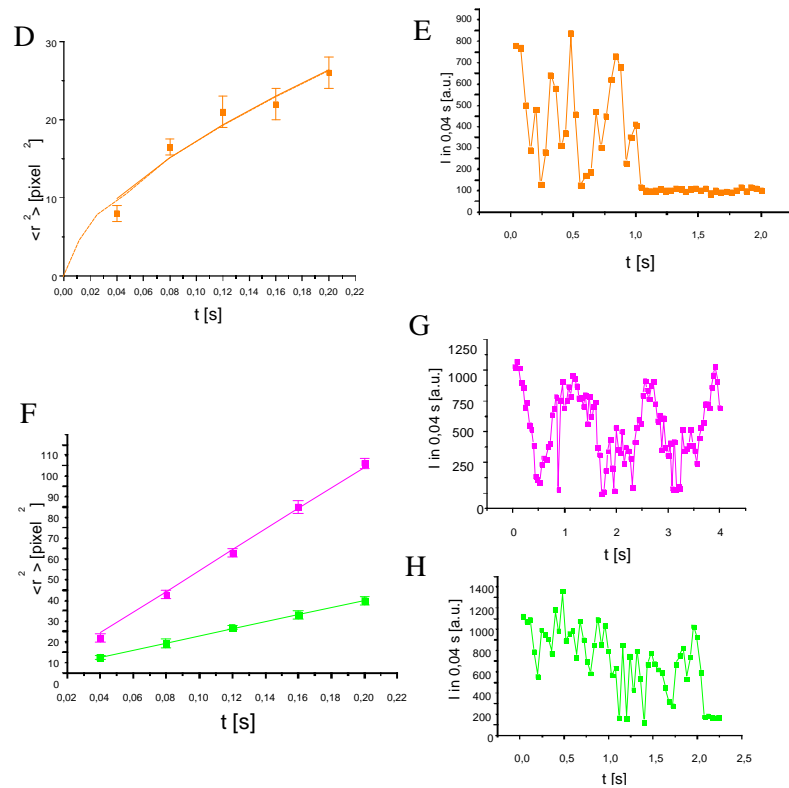 D
30
20
10
0
<r 2> [pixel 2]
0,00 0,02 0,04 0,06 0,08 0,10 0,12 0,14 0,16 0,18 0,20 0,22
t [s]
E
900
800
700
600
500
400
300
200
100
0
I in 0,04 s [a.u.]
0,0 0,5 1,0 1,5 2,0
t [s]
F
110
100
90
80
70
60
50
40
30
20
10
0
<r 2> [pixel 2]
0,02 0,04 0,06 0,08 0,10 0,12 0,14 0,16 0,18 0,20 0,22
t [s]
G
1250
1000
750
500
250
0
I in 0,04 s [a.u.]
0 1 2 3 4
t [s]
H
1400
1200
1000
800
600
400
200
0
I in 0,04 s [a.u.]
0,0 0,5 1,0 1,5 2,0 2,5
t [s]